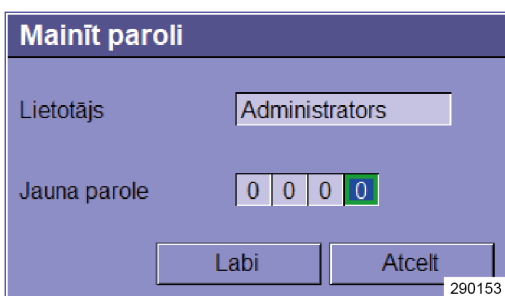 Mainīt paroli
Lietotājs Administrators
Jauna parole 0 0 0 0
Labi Atcelt
290153